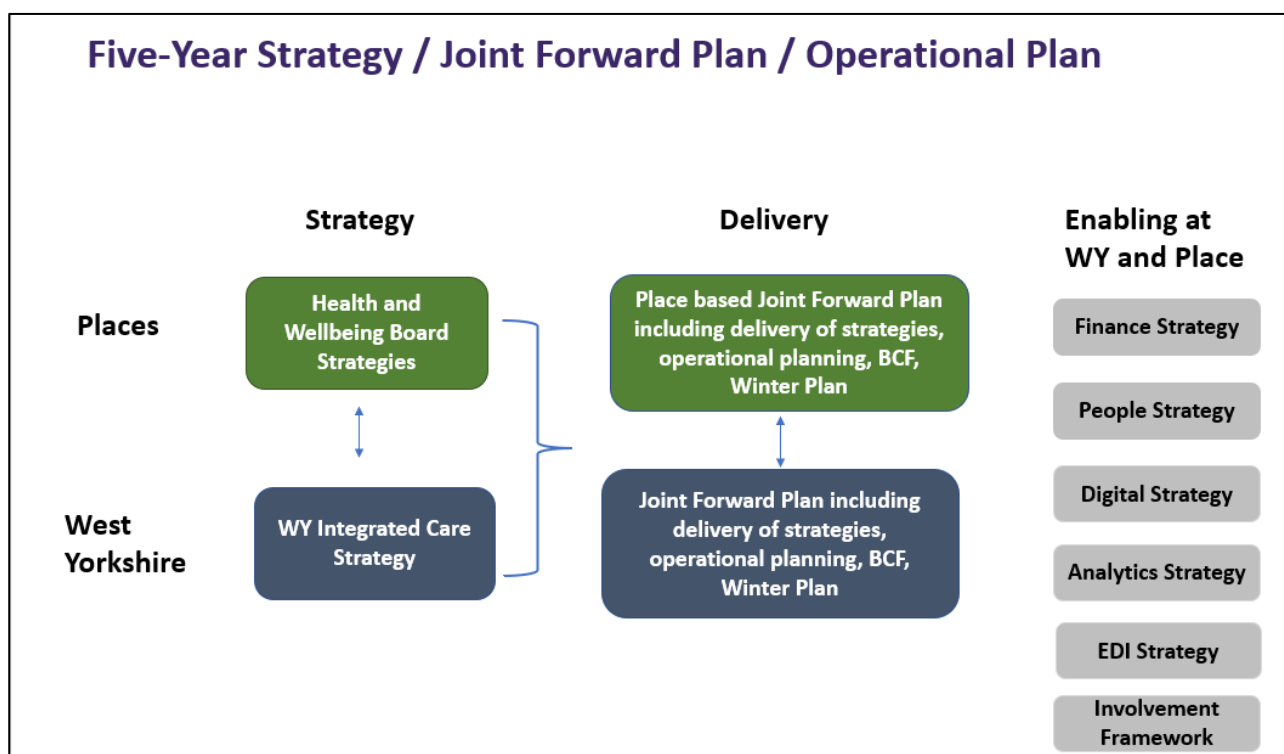 Five-Year Strategy / Joint Forward Plan / Operational Plan
Strategy
Delivery
Enabling at
WY and Place
Places
Health and
Wellbeing Board
Strategies
Place based Joint Forward Plan
including delivery of strategies,
operational planning, BCF,
Winter Plan
West
Yorkshire
WY Integrated Care
Strategy
Joint Forward Plan including
delivery of strategies,
operational planning, BCF,
Winter Plan
Finance Strategy
People Strategy
Digital Strategy
Analytics Strategy
EDI Strategy
Involvement
Framework